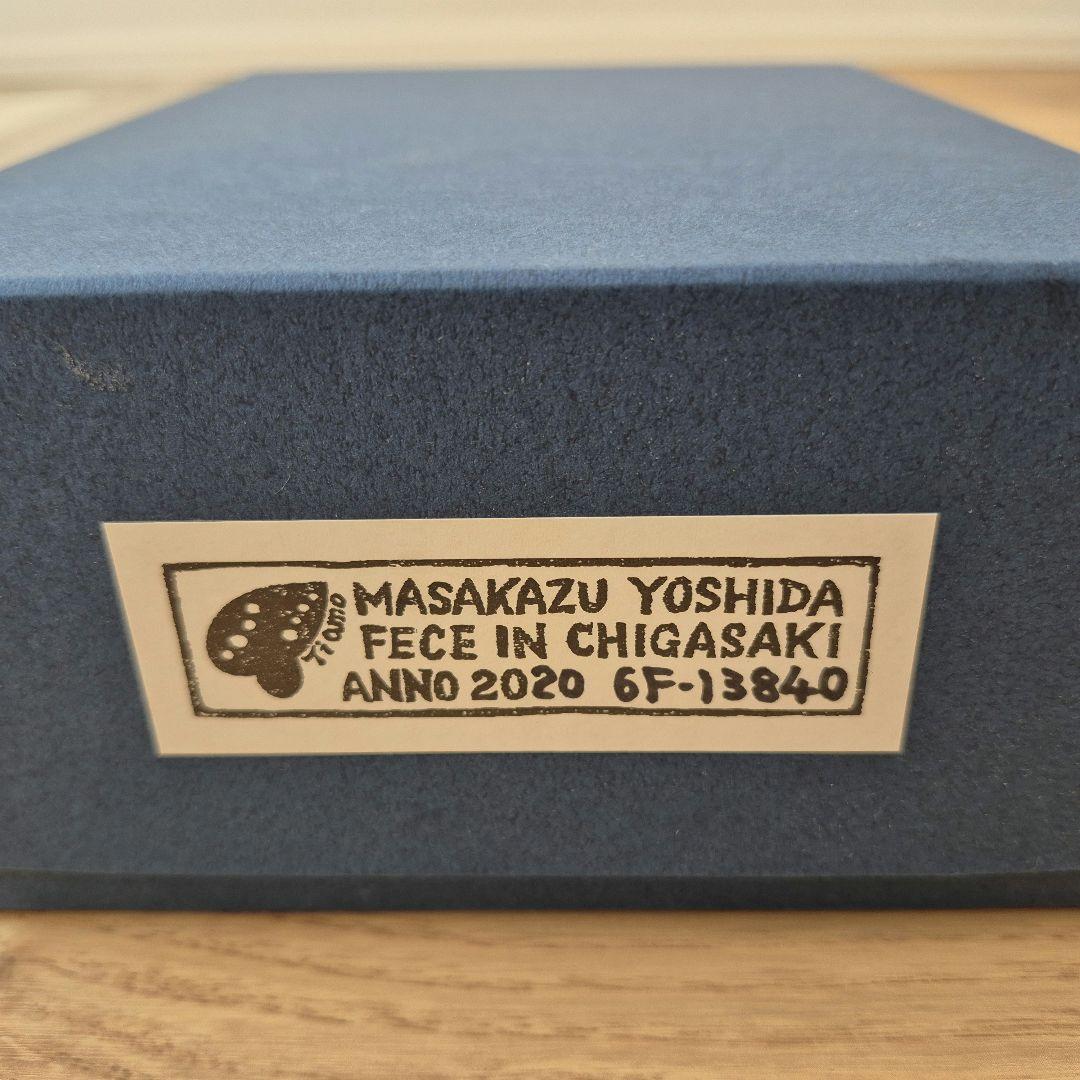 Tiamo
MASAKAZU YOSHIDA
FECE IN CHIGASAKI
ANNO 2020 6F-13840